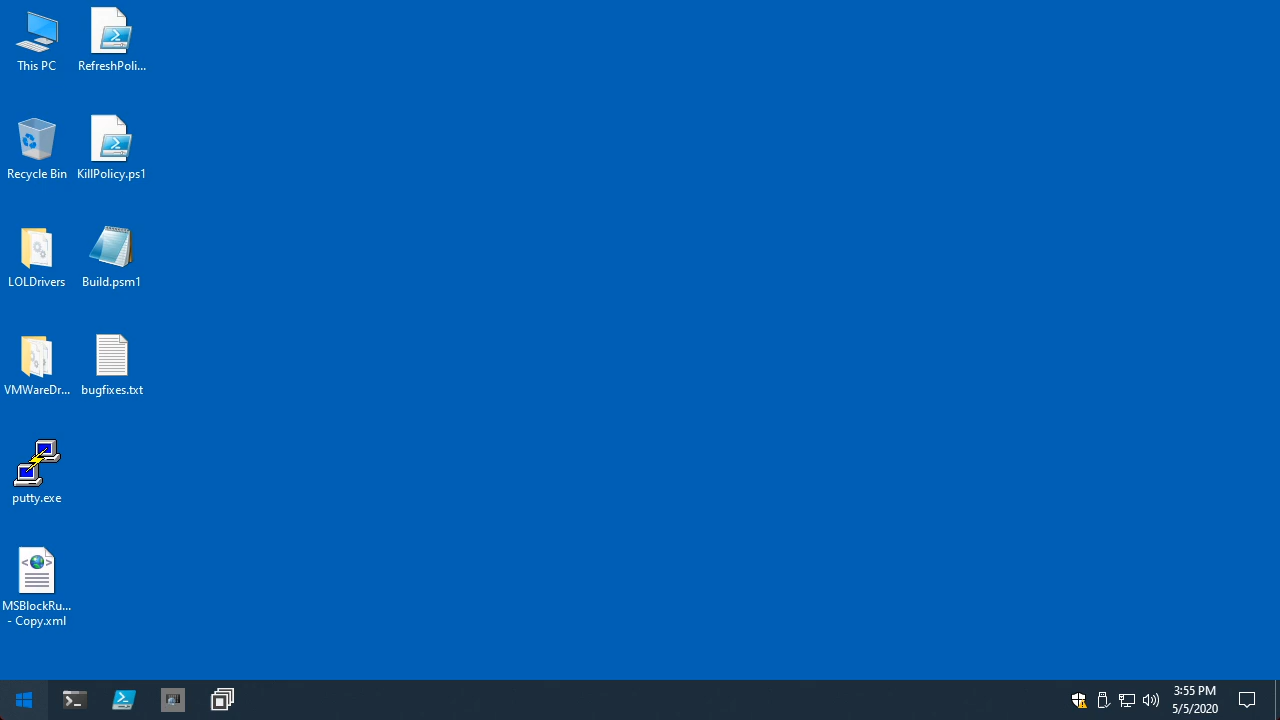 This PC
RefreshPoli...
Recycle Bin
KillPolicy.ps1
LOLDrivers
Build.psm1
VMWareDr...
bugfixes.txt
putty.exe
MSBlockRu...
- Copy.xml
3:55 PM
5/5/2020